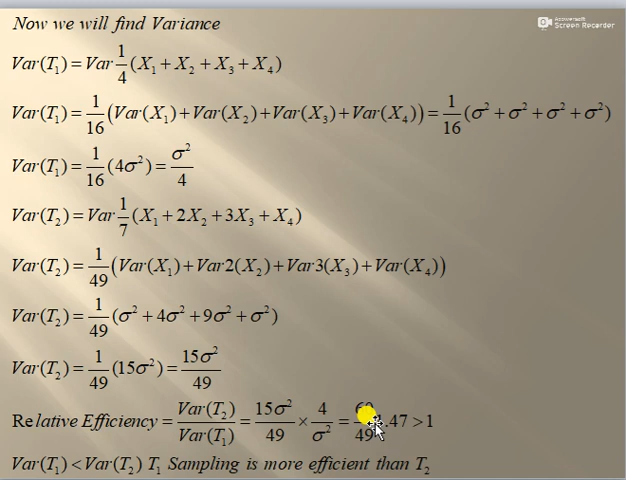 Now we will find Variance
Acewersoft
Screen Recorder
Var(T₁) = Var 1/4 (X₁ + X₂ + X₃ + X₄)
Var(T₁) = 1/16 (Var(X₁) + Var(X₂) + Var(X₃) + Var(X₄)) = 1/16 (σ² + σ² + σ² + σ²)
Var(T₁) = 1/16 (4σ²) = σ²/4
Var(T₂) = Var 1/7 (X₁ + 2X₂ + 3X₃ + X₄)
Var(T₂) = 1/49 (Var(X₁) + Var2(X₂) + Var3(X₃) + Var(X₄))
Var(T₂) = 1/49 (σ² + 4σ² + 9σ² + σ²)
Var(T₂) = 1/49 (15σ²) = 15σ²/49
Relative Efficiency = Var(T₂)/Var(T₁) = 15σ²/49 × 4/σ² = /49 .47 > 1
Var(T₁) < Var(T₂) T₁ Sampling is more efficient than T₂